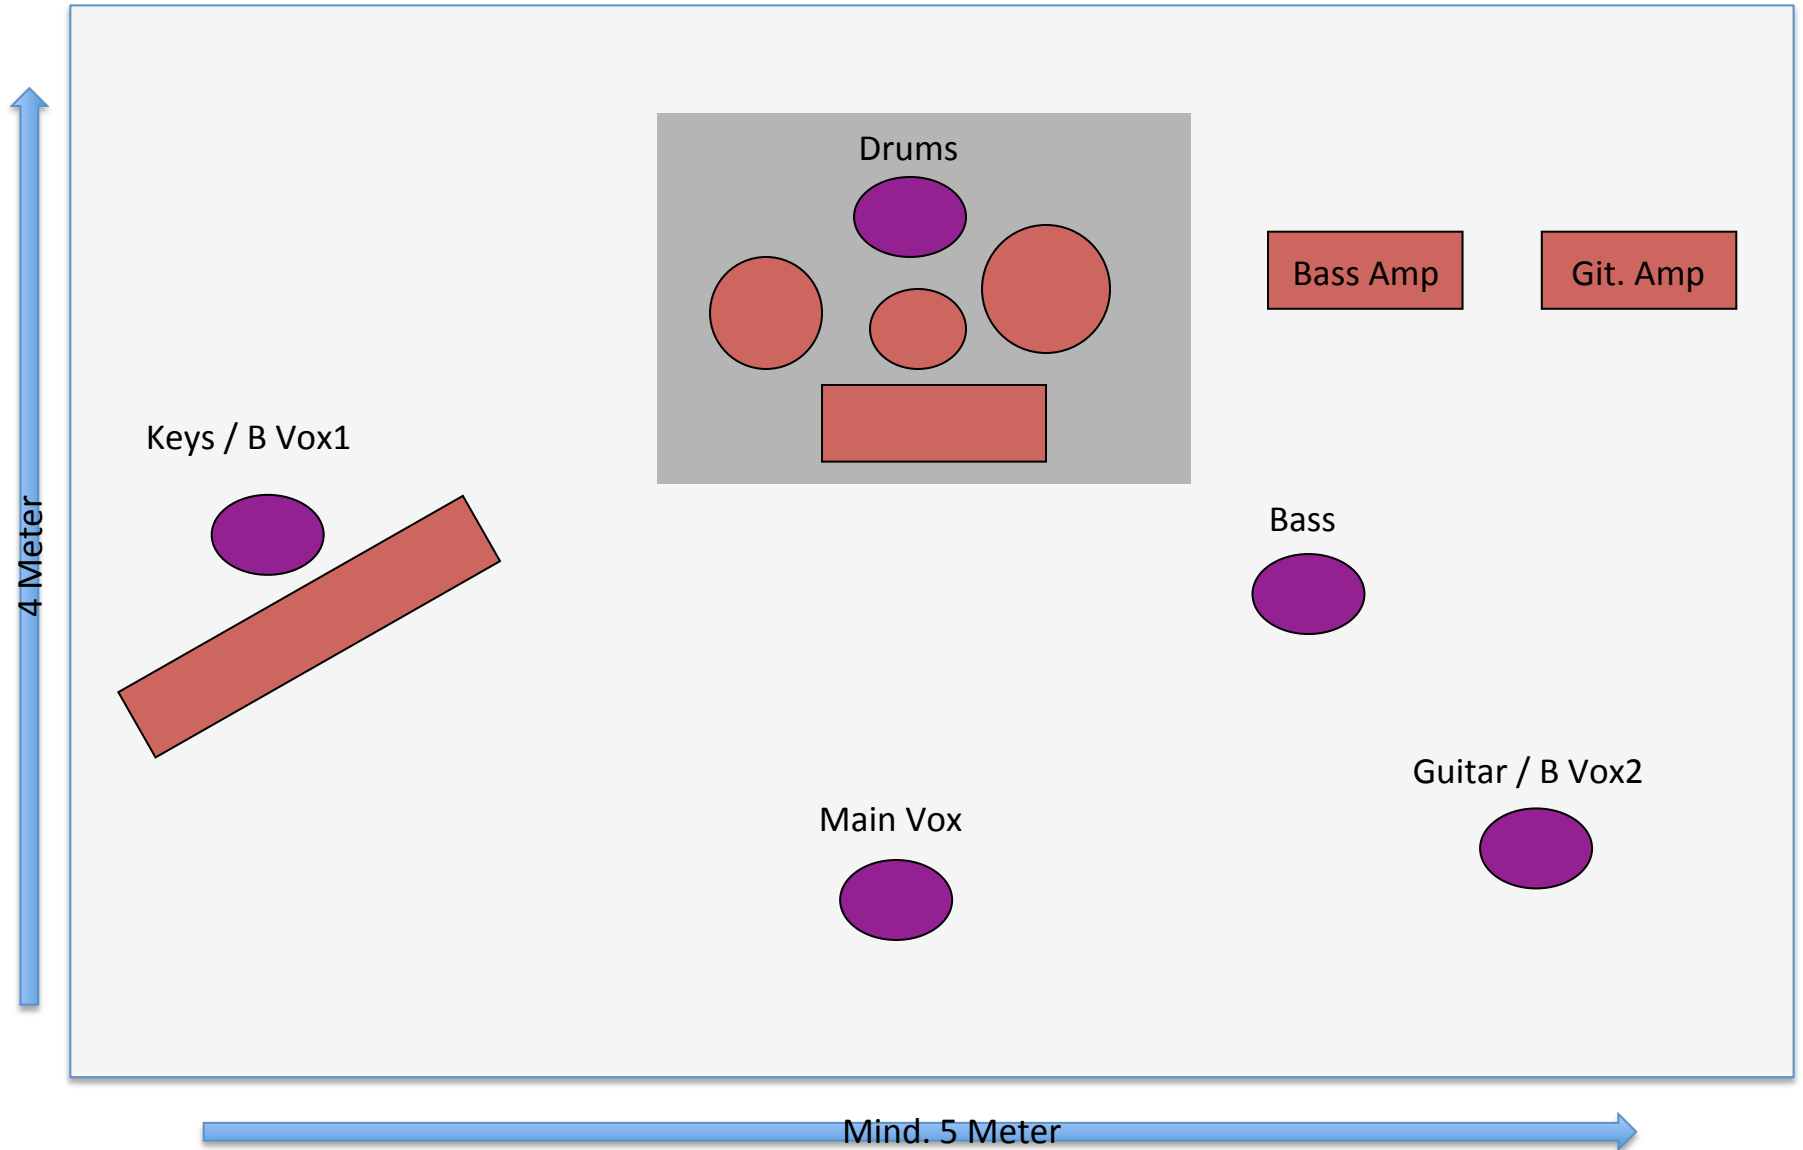 Drums
Bass Amp
Git. Amp
Keys / B Vox1
4 Meter
Bass
Guitar / B Vox2
Main Vox
Mind. 5 Meter